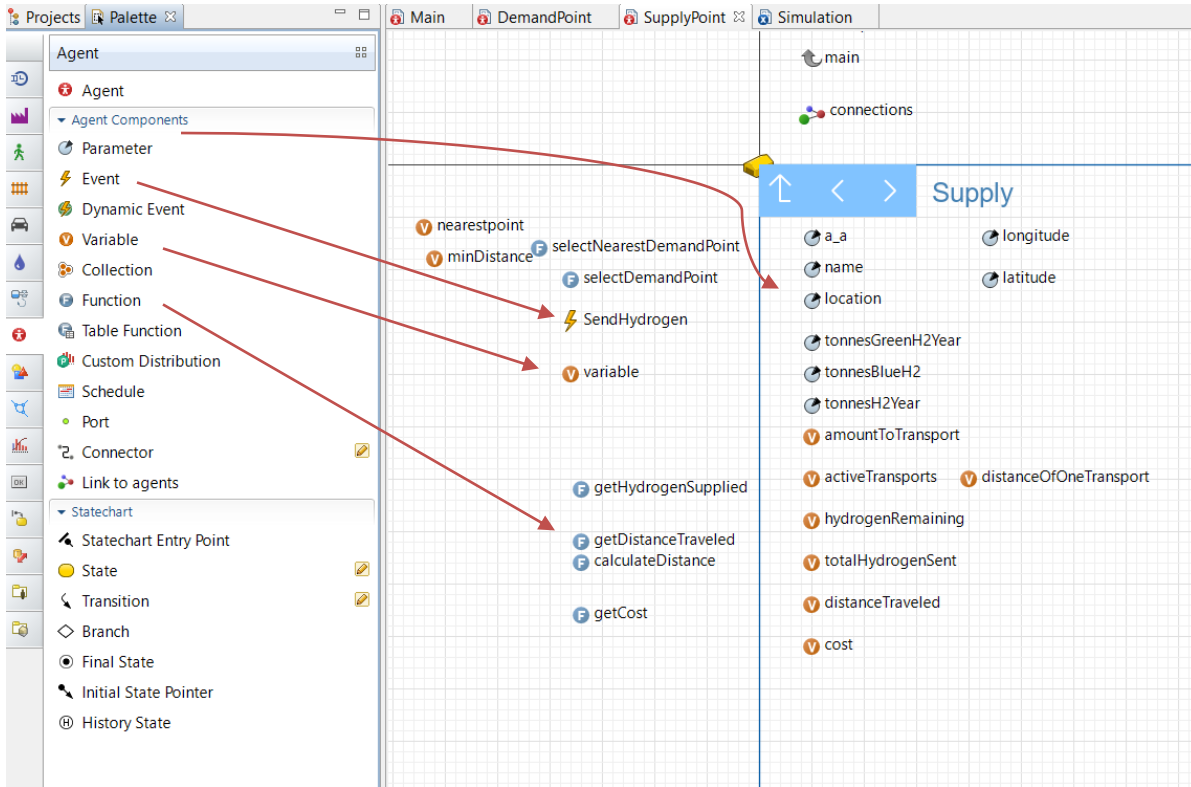 Projects
Palette
Main
DemandPoint
SupplyPoint
Simulation
Agent
Agent
Agent Components
Parameter
Event
Dynamic Event
Variable
Collection
Function
Table Function
Custom Distribution
Schedule
Port
Connector
Link to agents
Statechart
Statechart Entry Point
State
Transition
Branch
Final State
Initial State Pointer
History State
OK
main
connections
Supply
nearestpoint
minDistance
selectNearestDemandPoint
selectDemandPoint
SendHydrogen
variable
getHydrogenSupplied
getDistanceTraveled
calculateDistance
getCost
a_a
longitude
name
latitude
location
tonnesGreenH2Year
tonnesBlueH2
tonnesH2Year
amountToTransport
activeTransports
distanceOfOneTransport
hydrogenRemaining
totalHydrogenSent
distanceTraveled
cost